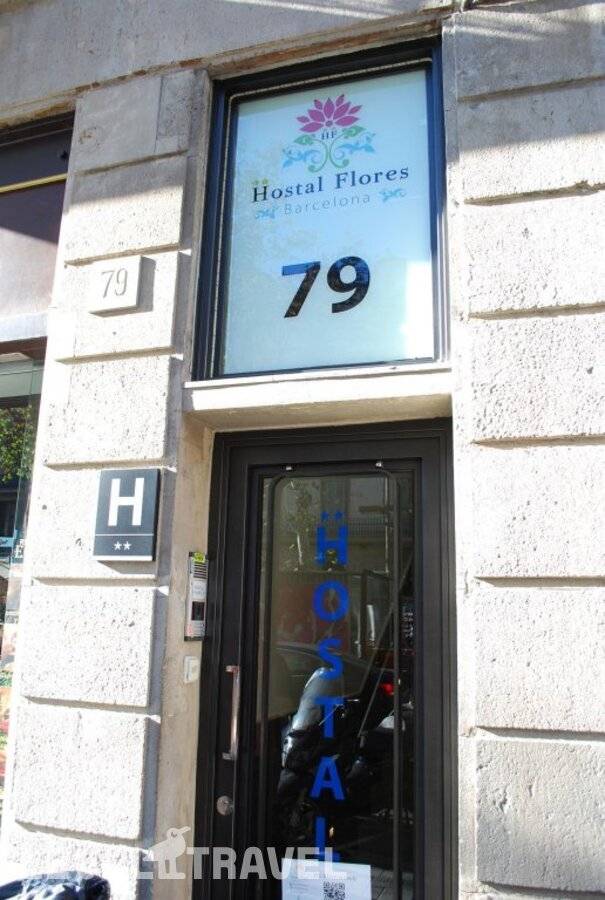 HF
Hostal Flores
Barcelona
79
79
H
★★
★★
HOSTAL
TRAVEL